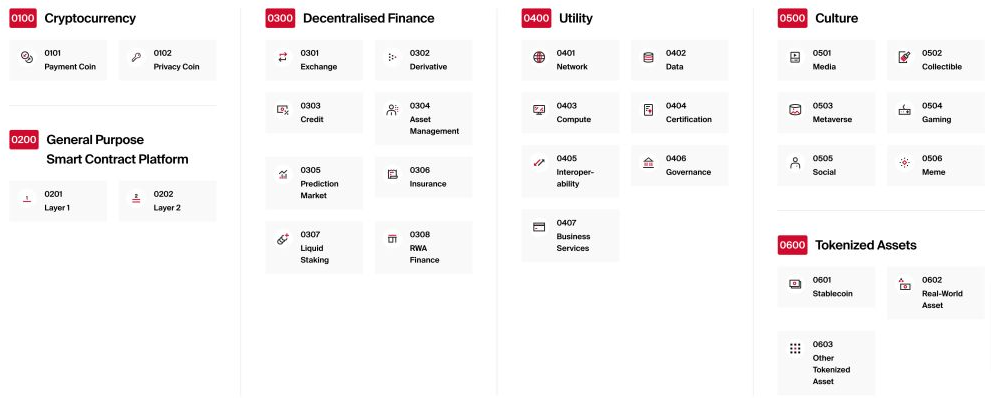 0100 Cryptocurrency
0101
Payment Coin
0102
Privacy Coin
0200 General Purpose
Smart Contract Platform
0201
Layer 1
0202
Layer 2
0300 Decentralised Finance
0301
Exchange
0302
Derivative
0303
Credit
0304
Asset
Management
0305
Prediction
Market
0306
Insurance
0307
Liquid
Staking
0308
RWA
Finance
0400 Utility
0401
Network
0402
Data
0403
Compute
0404
Certification
0405
Interoper-
ability
0406
Governance
0407
Business
Services
0500 Culture
0501
Media
0502
Collectible
0503
Metaverse
0504
Gaming
0505
Social
0506
Meme
0600 Tokenized Assets
0601
Stablecoin
0602
Real-World
Asset
0603
Other
Tokenized
Asset